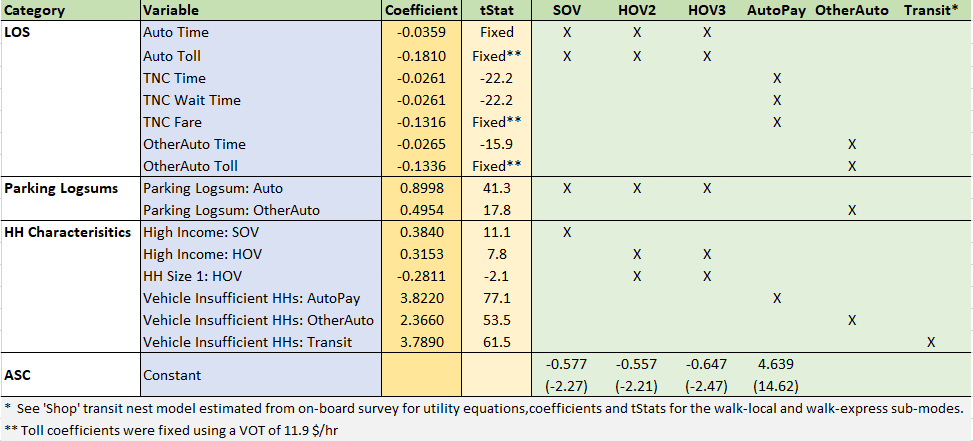 Category Variable Coefficient tStat SOV HOV2 HOV3 AutoPay OtherAuto Transit*
LOS Auto Time -0.0359 Fixed X X X
Auto Toll -0.1810 Fixed** X X X
TNC Time -0.0261 -22.2 X
TNC Wait Time -0.0261 -22.2 X
TNC Fare -0.1316 Fixed** X
OtherAuto Time -0.0265 -15.9 X
OtherAuto Toll -0.1336 Fixed** X
Parking Logsums Parking Logsum: Auto 0.8998 41.3 X X X
Parking Logsum: OtherAuto 0.4954 17.8 X
HH Characterisitics High Income: SOV 0.3840 11.1 X
High Income: HOV 0.3153 7.8 X X
HH Size 1: HOV -0.2811 -2.1 X X
Vehicle Insufficient HHs: AutoPay 3.8220 77.1 X
Vehicle Insufficient HHs: OtherAuto 2.3660 53.5 X
Vehicle Insufficient HHs: Transit 3.7890 61.5 X
ASC Constant -0.577 -0.557 -0.647 4.639
(-2.27) (-2.21) (-2.47) (14.62)
* See 'Shop' transit nest model estimated from on-board survey for utility equations,coefficients and tStats for the walk-local and walk-express sub-modes.
** Toll coefficients were fixed using a VOT of 11.9 $/hr